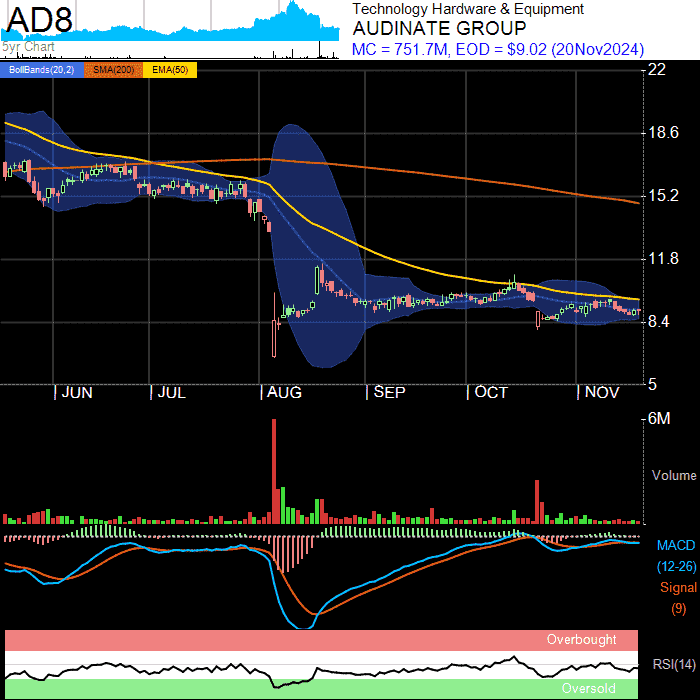 AD8
5yr Chart
Technology Hardware & Equipment
AUDINATE GROUP
MC = 751.7M, EOD = $9.02 (20Nov2024)
BollBands(20,2) SMA(200) EMA(50)
22
18.6
15.2
11.8
8.4
5
JUN JUL AUG SEP OCT NOV
6M
Volume
MACD
(12-26)
Signal
(9)
Overbought
RSI(14)
Oversold